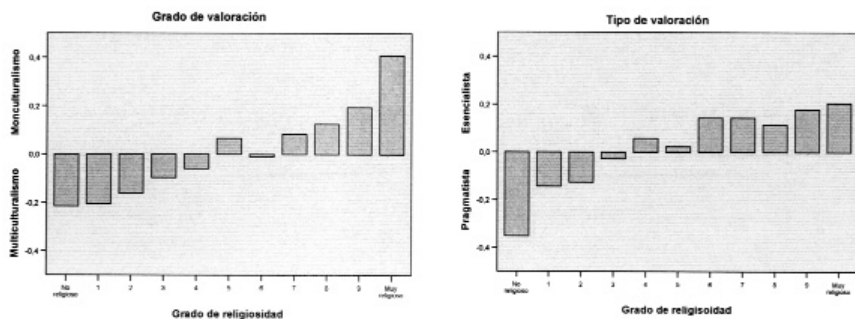 Grado de valoración
Monculturalismo
Multiculturalismo
0,4
0,2
0,0
-0,2
-0,4
No religioso
1
2
3
4
5
6
7
8
9
Muy religioso
Grado de religiosidad
Tipo de valoración
Esencialista
Pragmatista
0,4
0,2
0,0
-0,2
-0,4
No religioso
1
2
3
4
5
6
7
8
9
Muy religioso
Grado de religisoidad